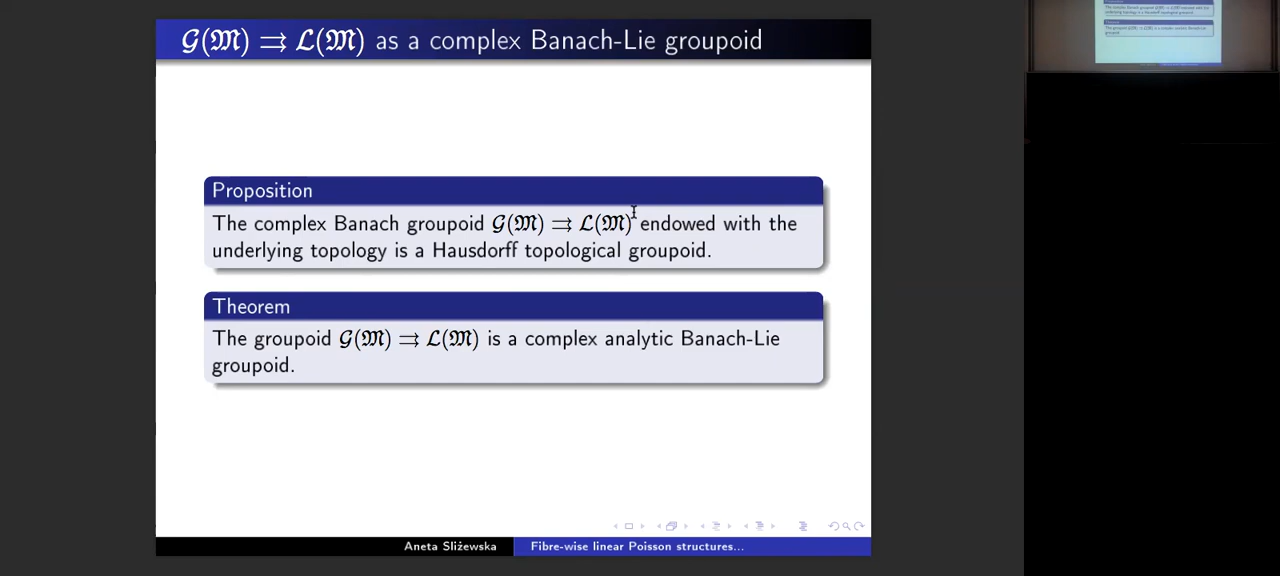 𝓖(𝔐) ⇉ 𝓛(𝔐) as a complex Banach-Lie groupoid
Proposition
The complex Banach groupoid 𝓖(𝔐) ⇉ 𝓛(𝔐) endowed with the
underlying topology is a Hausdorff topological groupoid.
Theorem
The groupoid 𝓖(𝔐) ⇉ 𝓛(𝔐) is a complex analytic Banach-Lie
groupoid.
Aneta Sliżewska
Fibre-wise linear Poisson structures...